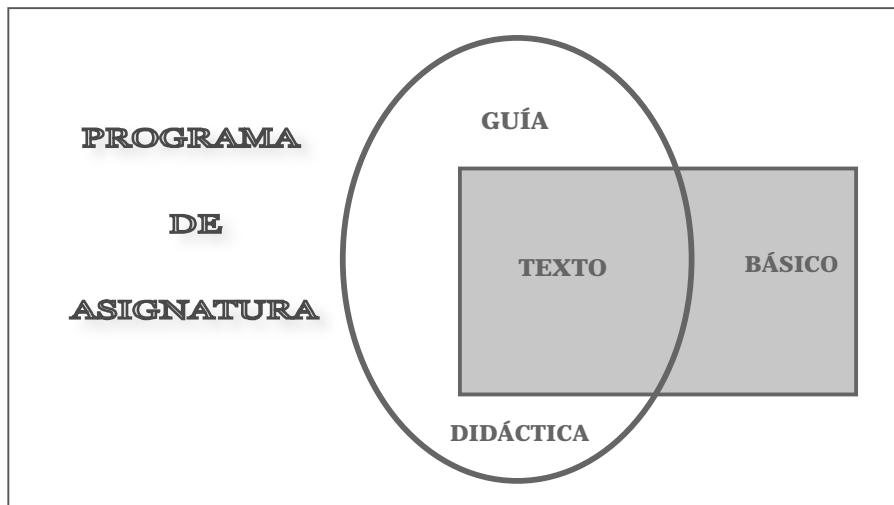 PROGRAMA
DE
ASIGNATURA
GUÍA
TEXTO
BÁSICO
DIDÁCTICA